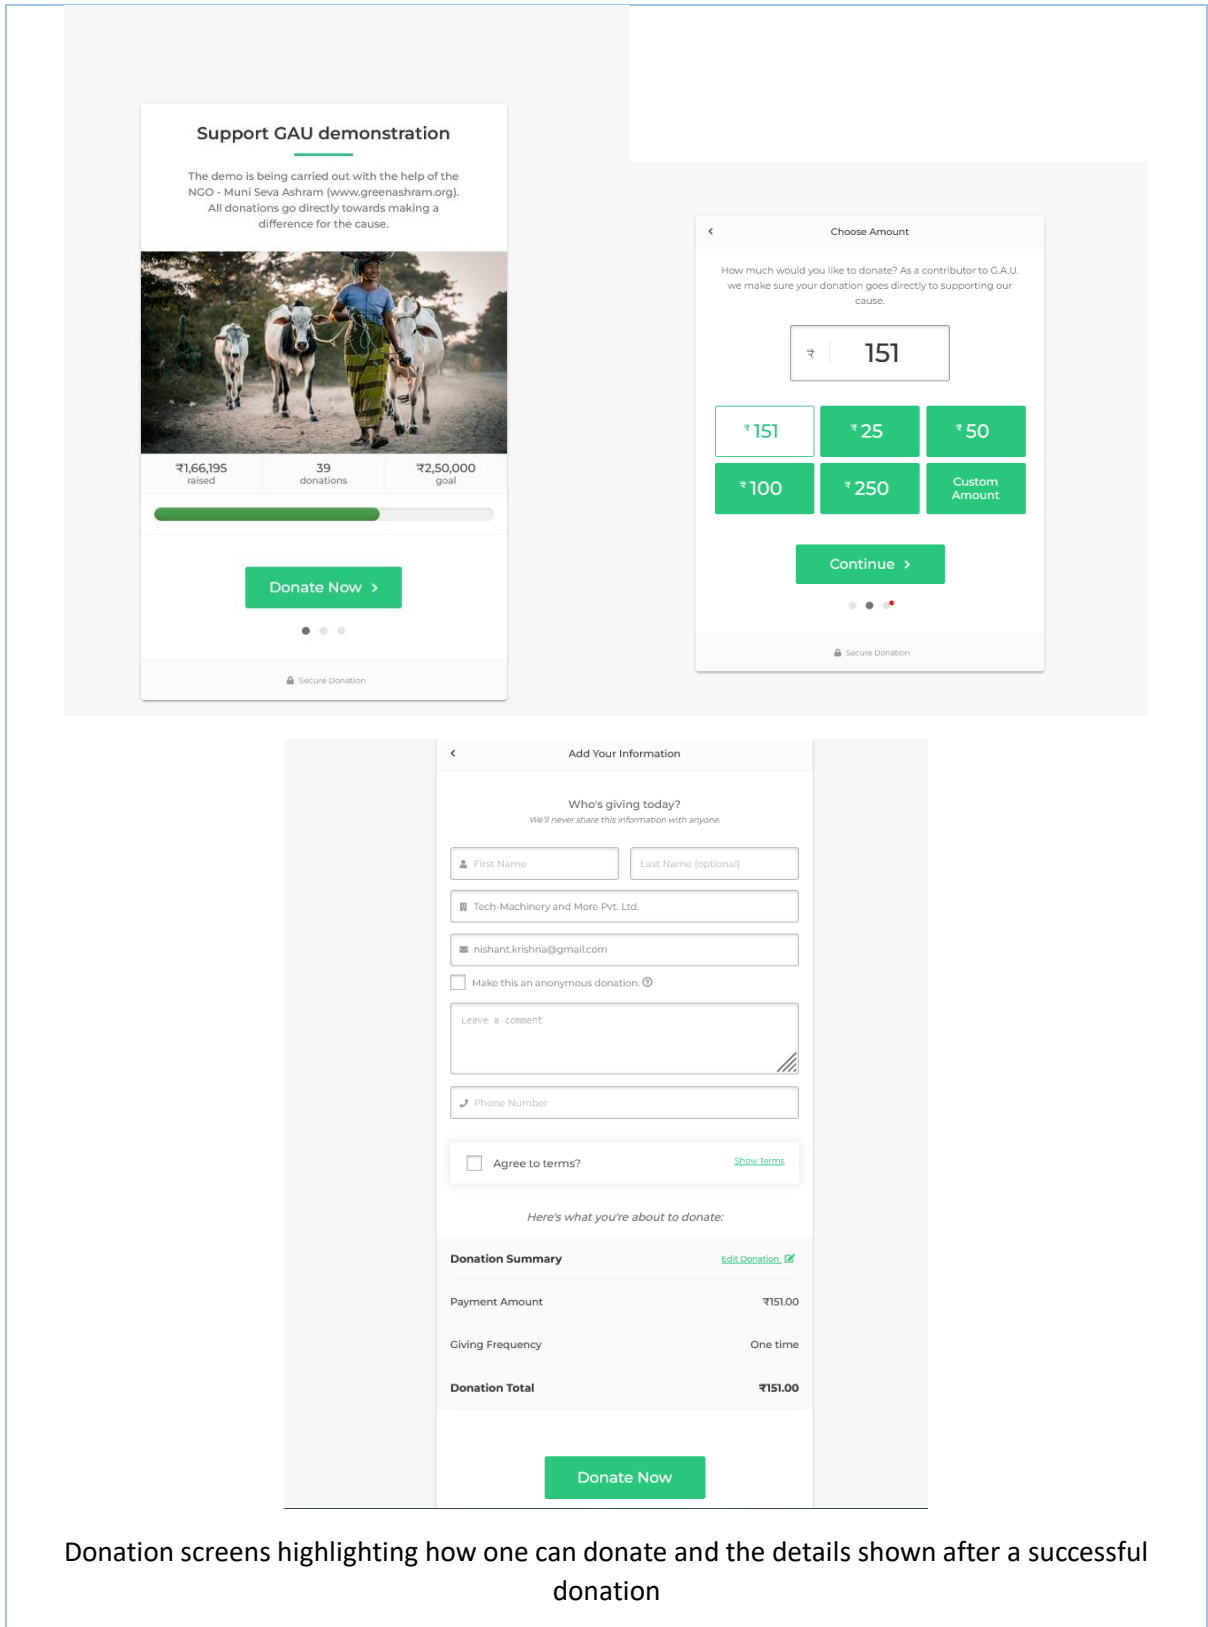 Support GAU demonstration
The demo is being carried out with the help of the
NGO - Muni Seva Ashram (www.greenashram.org).
All donations go directly towards making a
difference for the cause.
₹1,66,195
raised
39
donations
₹2,50,000
goal
Donate Now >
Secure Donation
Choose Amount
How much would you like to donate? As a contributor to G.A.U.
we make sure your donation goes directly to supporting our
cause.
₹ 151
₹ 151
₹ 25
₹ 50
₹ 100
₹ 250
Custom
Amount
Continue >
Secure Donation
Add Your Information
Who's giving today?
We'll never share this information with anyone.
First Name
Last Name (optional)
Tech-Machinery and More Pvt. Ltd.
nishant.krishna@gmail.com
Make this an anonymous donation.
Leave a comment
Phone Number
Agree to terms?
Show Terms
Here's what you're about to donate:
Donation Summary
Edit Donation
Payment Amount
₹151.00
Giving Frequency
One time
Donation Total
₹151.00
Donate Now
Donation screens highlighting how one can donate and the details shown after a successful
donation